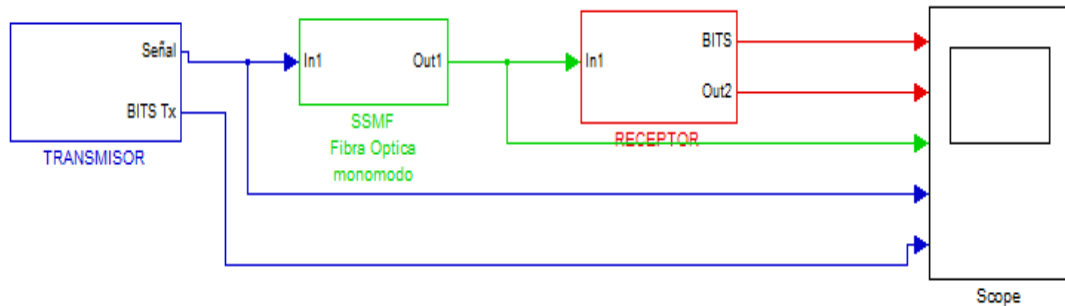 Señal
BITS Tx
TRANSMISOR
In1
Out1
SSMF
Fibra Optica
monomodo
In1
BITS
Out2
RECEPTOR
Scope